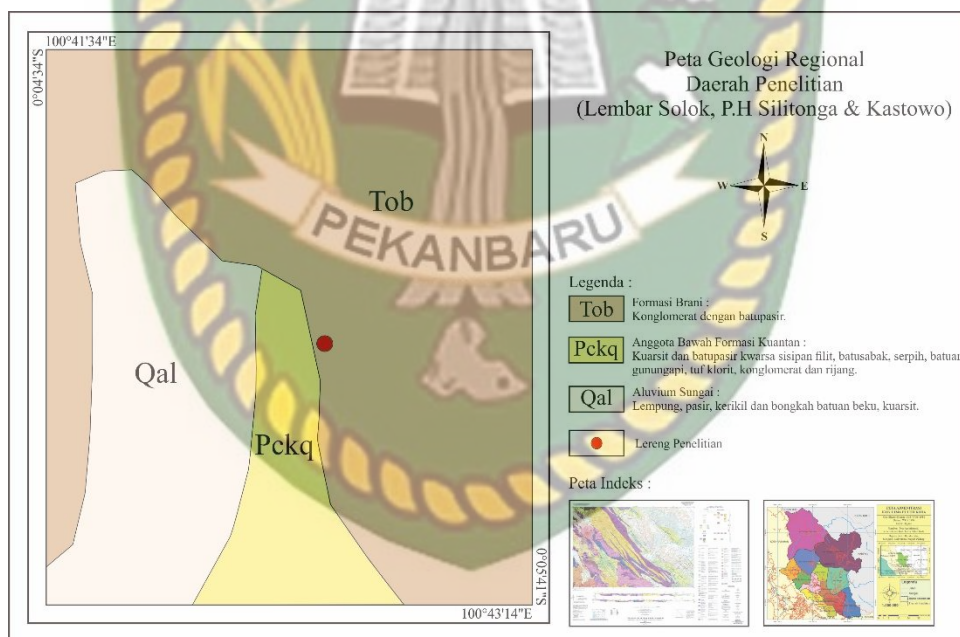 100°41'34"E
0°04'34"S
Tob
PEKANBARU
Qal
Pckq
0°05'41"S
100°43'14"E
Peta Geologi Regional
Daerah Penelitian
(Lembar Solok, P.H Silitonga & Kastowo)
N
W
E
S
Legenda :
Tob
Formasi Brani :
Konglomerat dengan batupasir.
Pckq
Anggota Bawah Formasi Kuantan :
Kuarsit dan batupasir kwarsa sisipan filit, batusabak, serpih, batuan
gunungapi, tuf klorit, konglomerat dan rijang.
Qal
Aluvium Sungai :
Lempung, pasir, kerikil dan bongkah batuan beku, kuarsit.
Lereng Penelitian
Peta Indeks :